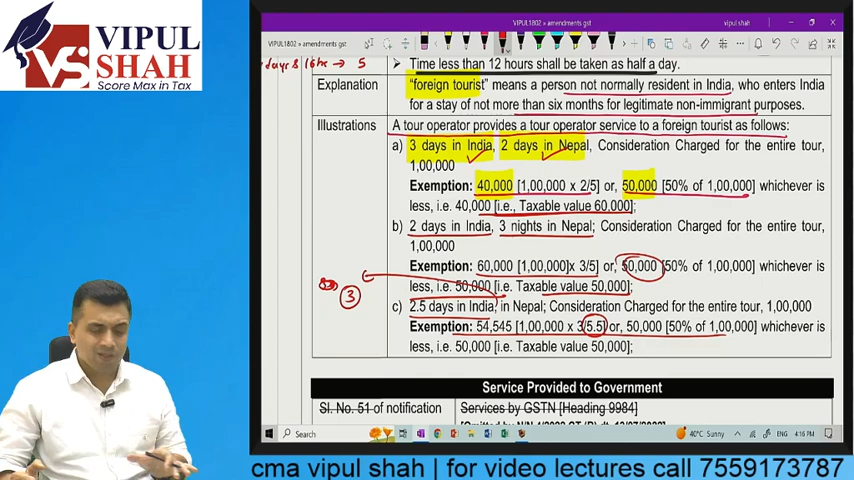 VIPUL
SHAH
Score Max in Tax
VS
VIPUL1802 » amendments gst
vipul shah
VIPUL1802 » amendments gst
days & 16hr → 5
Time less than 12 hours shall be taken as half a day.
Explanation
"foreign tourist" means a person not normally resident in India, who enters India
for a stay of not more than six months for legitimate non-immigrant purposes.
Illustrations
A tour operator provides a tour operator service to a foreign tourist as follows:
a) 3 days in India, 2 days in Nepal, Consideration Charged for the entire tour,
1,00,000
Exemption: 40,000 [1,00,000 x 2/5] or, 50,000 [50% of 1,00,000] whichever is
less, i.e. 40,000 [i.e., Taxable value 60,000];
b) 2 days in India, 3 nights in Nepal; Consideration Charged for the entire tour,
1,00,000
Exemption: 60,000 [1,00,000]x 3/5] or, 50,000 [50% of 1,00,000] whichever is
less, i.e. 50,000 [i.e. Taxable value 50,000];
3
c) 2.5 days in India, in Nepal; Consideration Charged for the entire tour, 1,00,000
Exemption: 54,545 [1,00,000 x 3/5.5] or, 50,000 [50% of 1,00,000] whichever is
less, i.e. 50,000 [i.e. Taxable value 50,000];
Service Provided to Government
Sl. No. 51 of notification
Services by GSTN [Heading 9984]
Search
40°C Sunny
ENG
4:16 PM
cma vipul shah | for video lectures call 7559173787